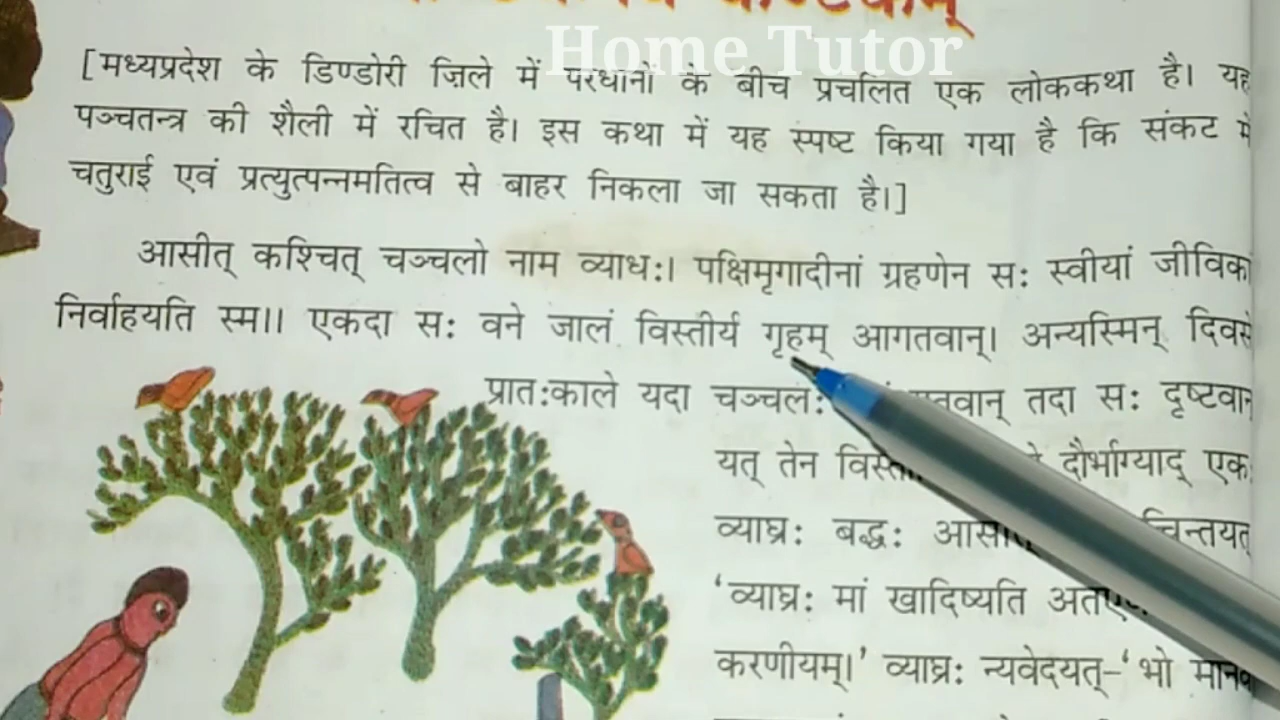 Home Tutor
[मध्यप्रदेश के डिण्डोरी ज़िले में परधानों के बीच प्रचलित एक लोककथा है। यह
पञ्चतन्त्र की शैली में रचित है। इस कथा में यह स्पष्ट किया गया है कि संकट में
चतुराई एवं प्रत्युत्पन्नमतित्व से बाहर निकला जा सकता है।]
आसीत् कश्चित् चञ्चलो नाम व्याधः। पक्षिमृगादीनां ग्रहणेन सः स्वीयां जीविका
निर्वाहयति स्म।। एकदा सः वने जालं विस्तीर्य गृहम् आगतवान्। अन्यस्मिन् दिवसे
प्रातःकाले यदा चञ्चलः तदा सः दृष्टवान्
यत् तेन दौर्भाग्याद् एक
व्याघ्रः बद्धः
'व्याघ्रः मां खादिष्यति
करणीयम्।' व्याघ्रः न्यवेदयत्-'भो मानव